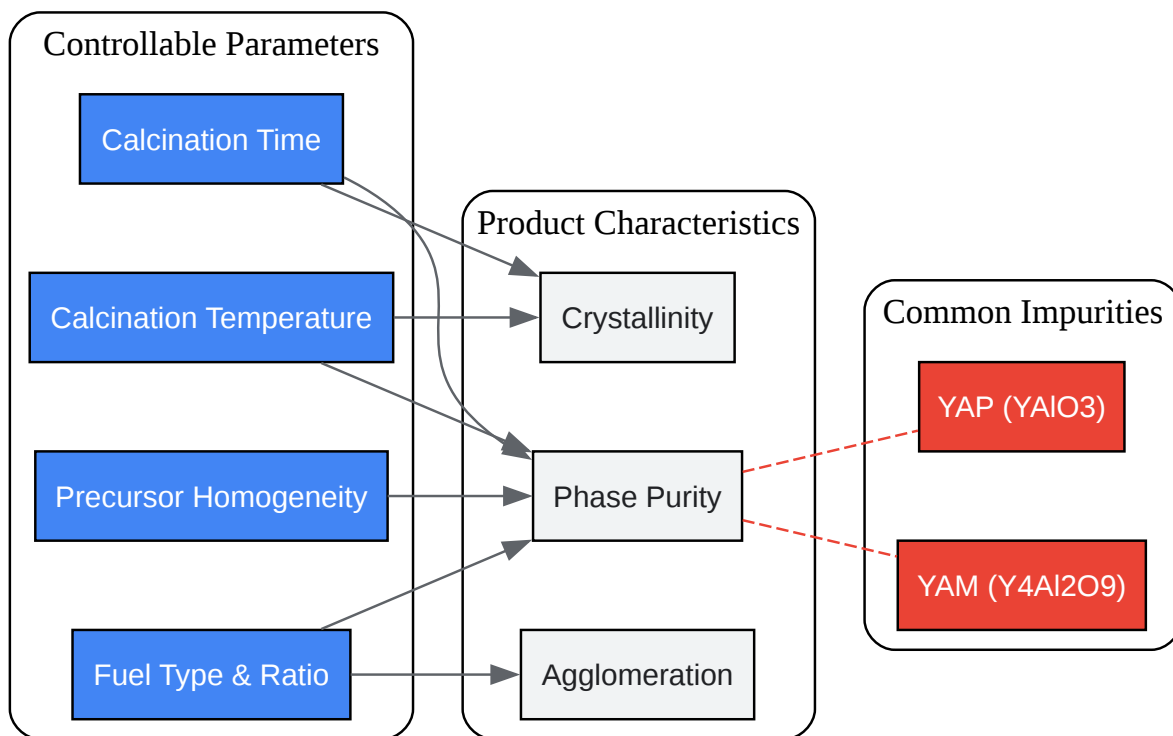 Controllable Parameters
Calcination Time
Calcination Temperature
Precursor Homogeneity
Fuel Type & Ratio
Product Characteristics
Crystallinity
Phase Purity
Agglomeration
Common Impurities
YAP (YAlO3)
YAM (Y4Al2O9)